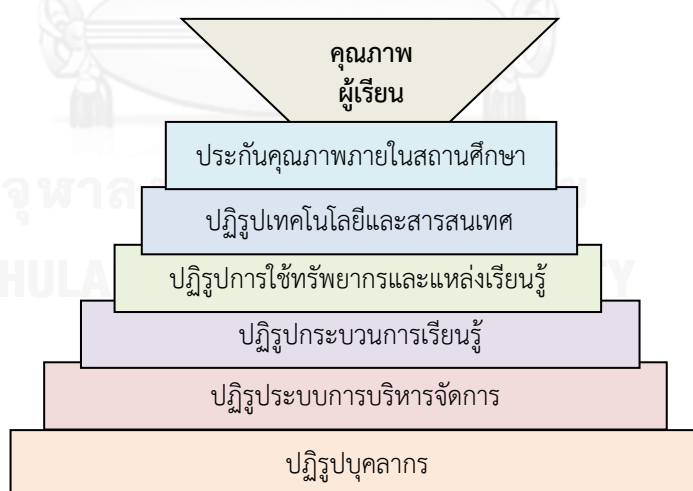 คุณภาพ
ผู้เรียน
ประกันคุณภาพภายในสถานศึกษา
ปฏิรูปเทคโนโลยีและสารสนเทศ
ปฏิรูปการใช้ทรัพยากรและแหล่งเรียนรู้
ปฏิรูปกระบวนการเรียนรู้
ปฏิรูประบบการบริหารจัดการ
ปฏิรูปบุคลากร